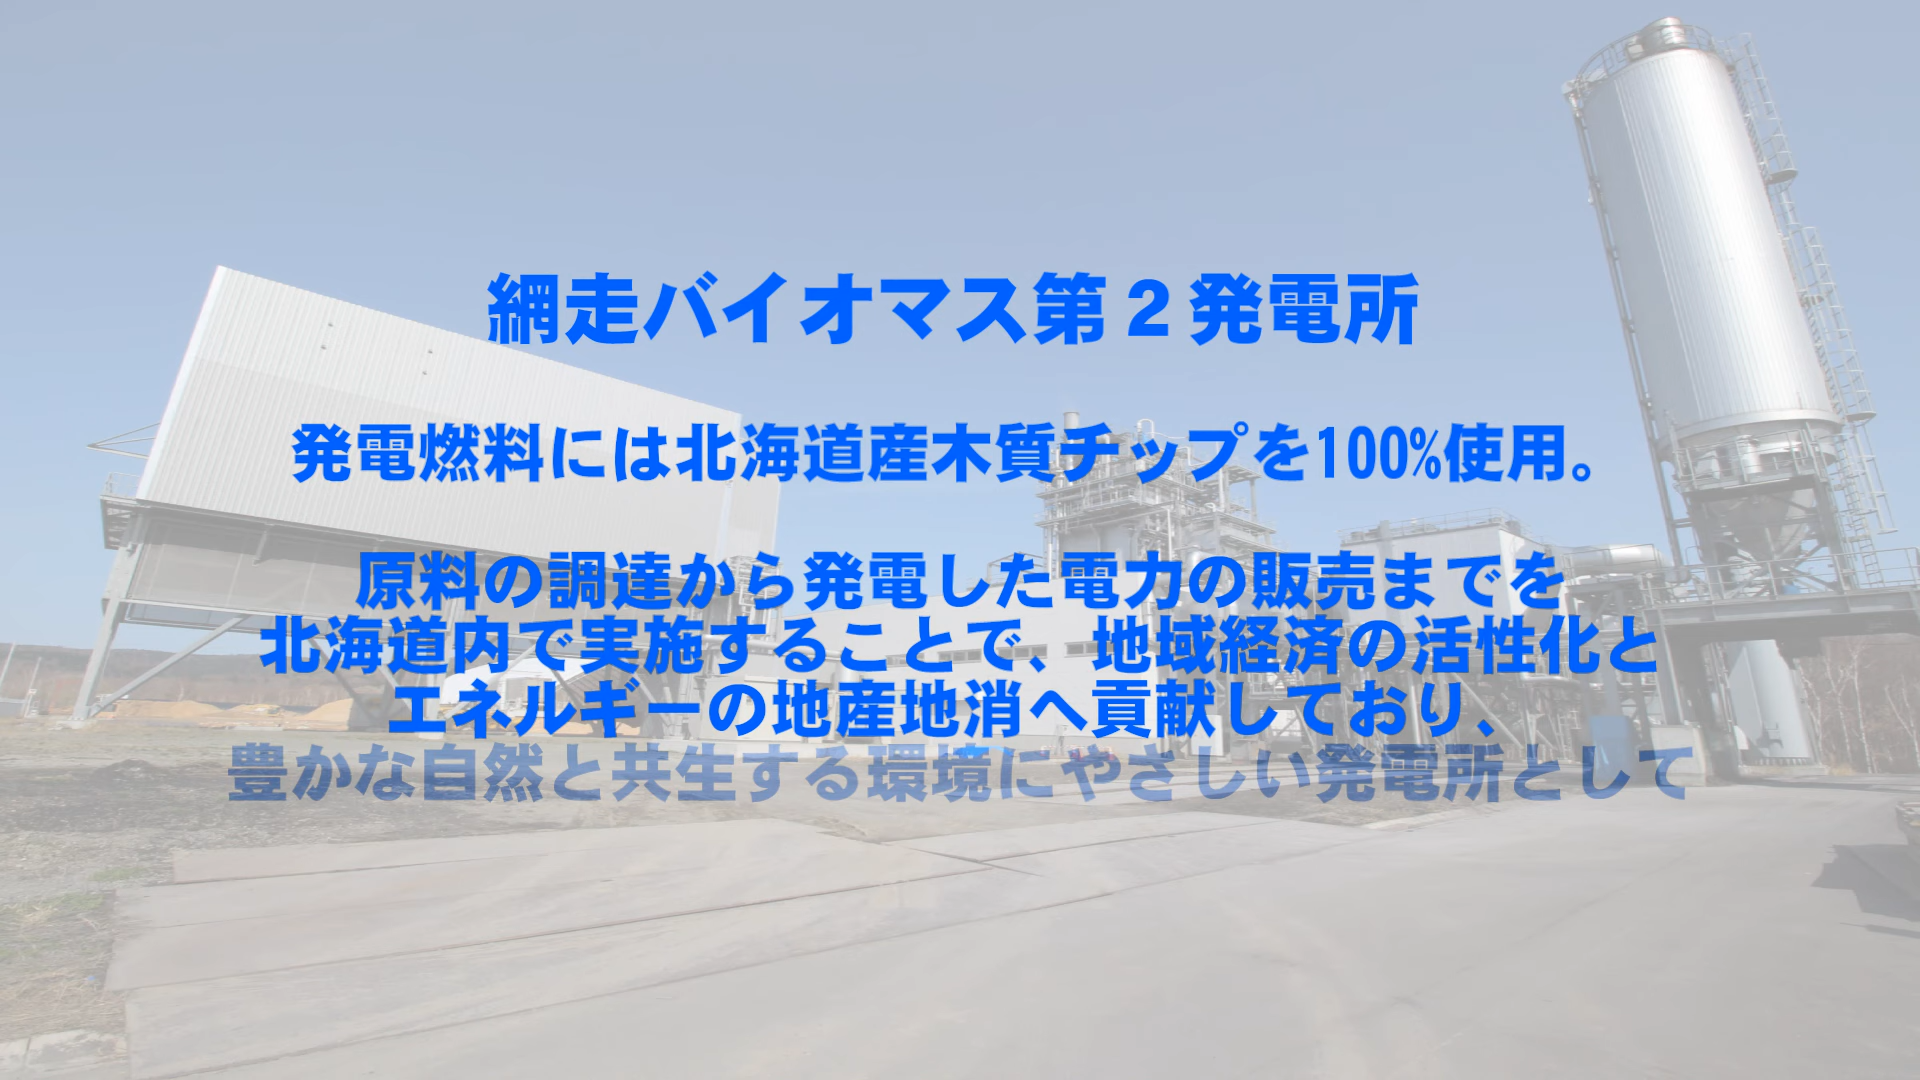 網走バイオマス第２発電所
発電燃料には北海道産木質チップを100%使用。
原料の調達から発電した電力の販売までを
北海道内で実施することで、地域経済の活性化と
エネルギーの地産地消へ貢献しており、
豊かな自然と共生する環境にやさしい発電所として